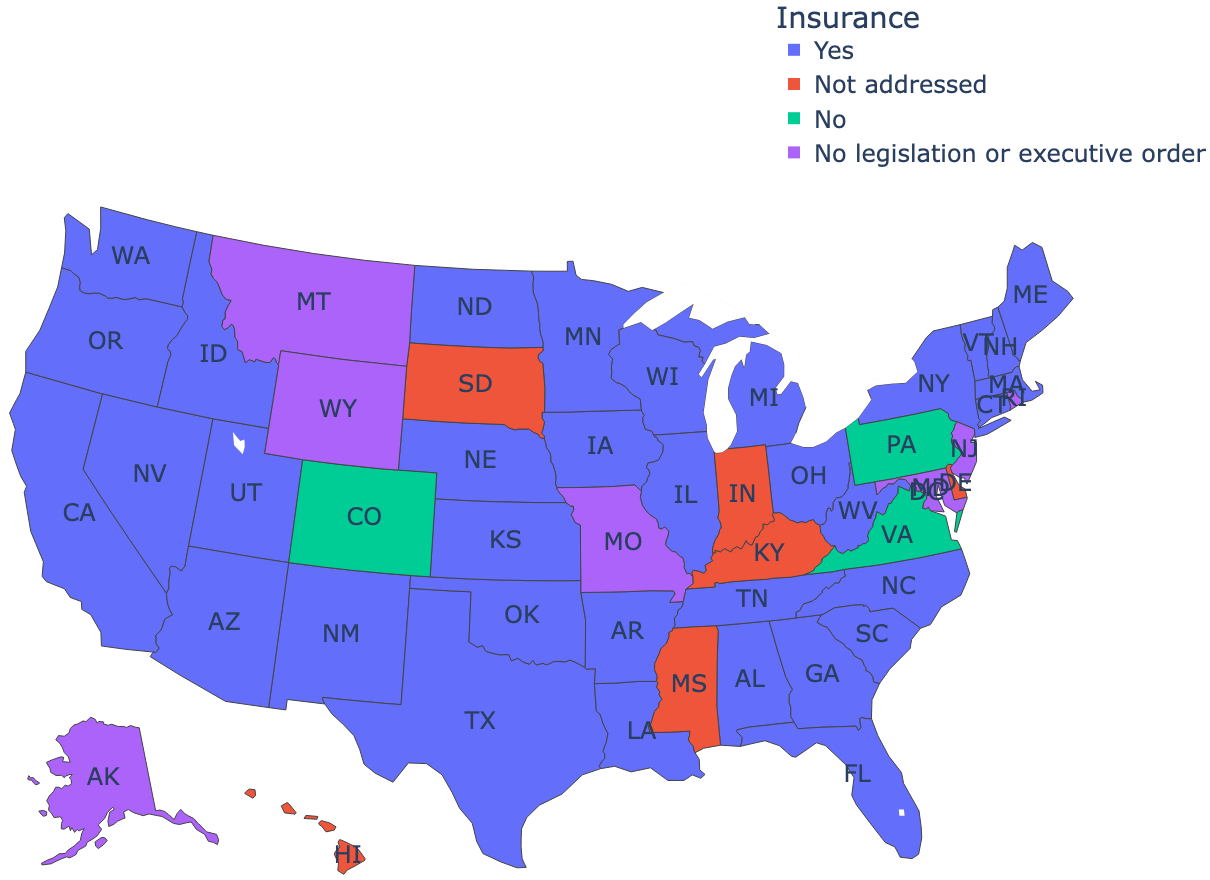 Insurance
Yes
Not addressed
No
No legislation or executive order
WA
MT
ND
MN
ME
OR
ID
SD
WI
VT
NH
WY
MI
NY
MA
CT
RI
NV
UT
NE
IA
PA
NJ
CA
CO
KS
MO
IL
IN
OH
WV
MD
DC
DE
KY
VA
AZ
NM
OK
AR
TN
NC
SC
TX
LA
MS
AL
GA
FL
AK
HI